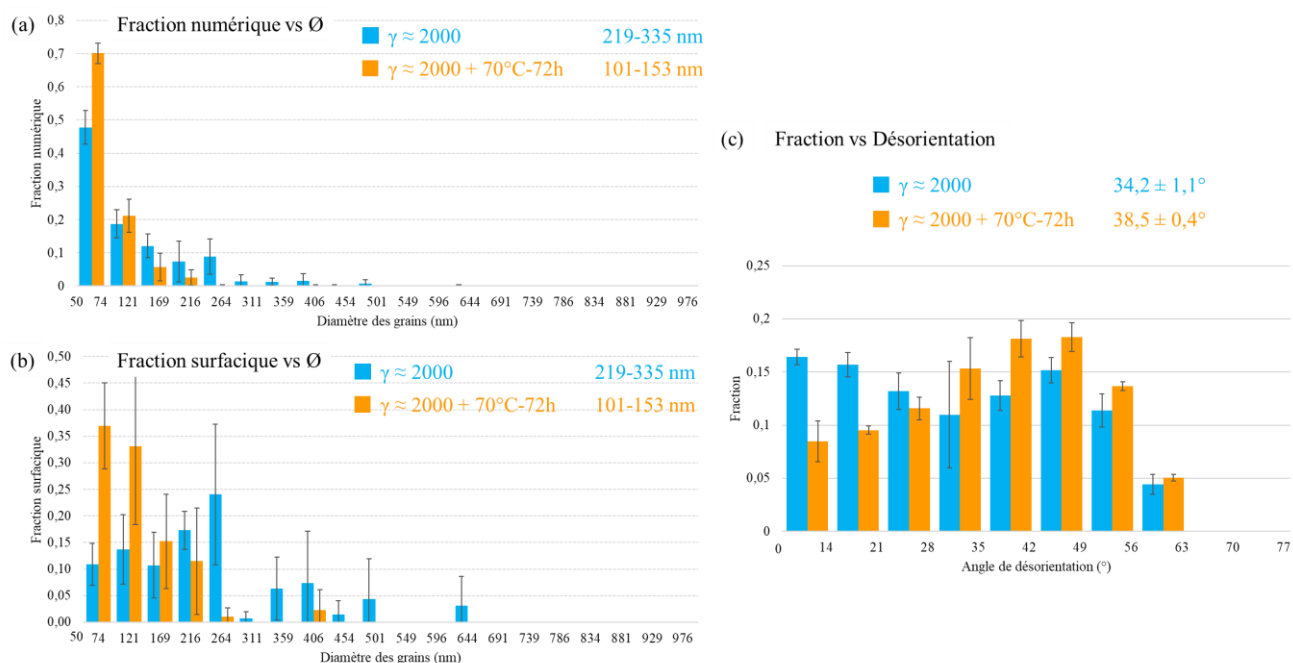 (a) Fraction numérique vs Ø
γ ≈ 2000 219-335 nm
γ ≈ 2000 + 70°C-72h 101-153 nm
Fraction numérique
0,8
0,7
0,6
0,5
0,4
0,3
0,2
0,1
0
50 74 121 169 216 264 311 359 406 454 501 549 596 644 691 739 786 834 881 929 976
Diamètre des grains (nm)
(b) Fraction surfacique vs Ø
γ ≈ 2000 219-335 nm
γ ≈ 2000 + 70°C-72h 101-153 nm
Fraction surfacique
0,50
0,45
0,40
0,35
0,30
0,25
0,20
0,15
0,10
0,05
0,00
50 74 121 169 216 264 311 359 406 454 501 549 596 644 691 739 786 834 881 929 976
Diamètre des grains (nm)
(c) Fraction vs Désorientation
γ ≈ 2000 34,2 ± 1,1°
γ ≈ 2000 + 70°C-72h 38,5 ± 0,4°
Fraction
0,25
0,2
0,15
0,1
0,05
0
0 14 21 28 35 42 49 56 63 70 77
Angle de désorientation (°)